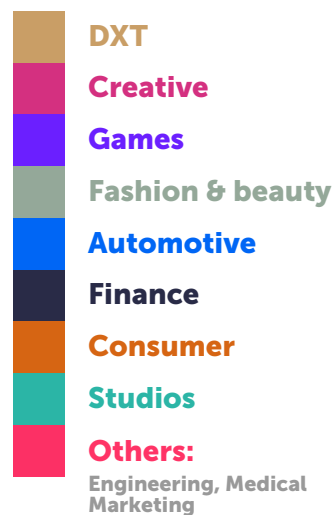 DXT
Creative
Games
Fashion & beauty
Automotive
Finance
Consumer
Studios
Others:
Engineering, Medical
Marketing